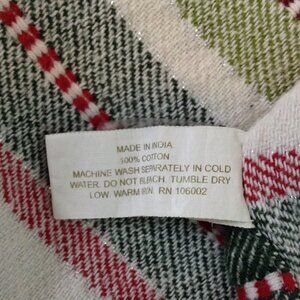 MADE IN INDIA
100% COTTON
MACHINE WASH SEPARATELY IN COLD
WATER. DO NOT BLEACH TUMBLE DRY
LOW. WARM IRON RN 106002